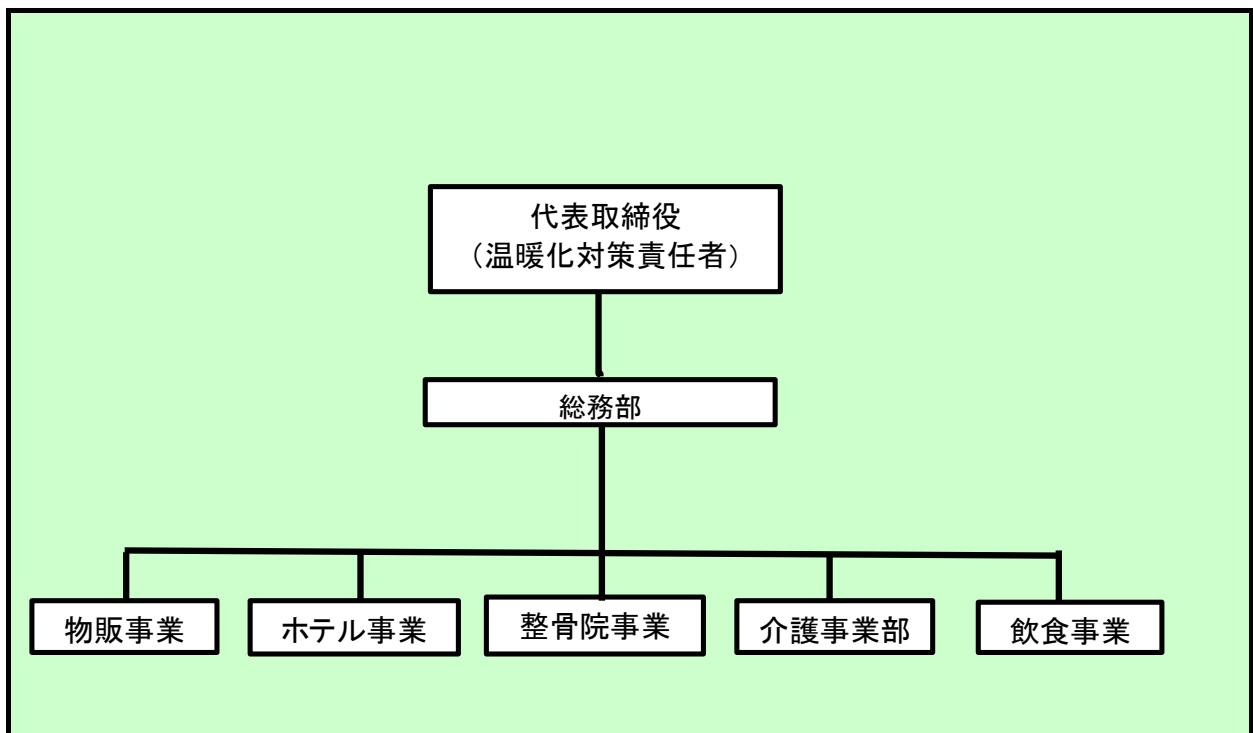 代表取締役
（温暖化対策責任者）
総務部
物販事業
ホテル事業
整骨院事業
介護事業部
飲食事業